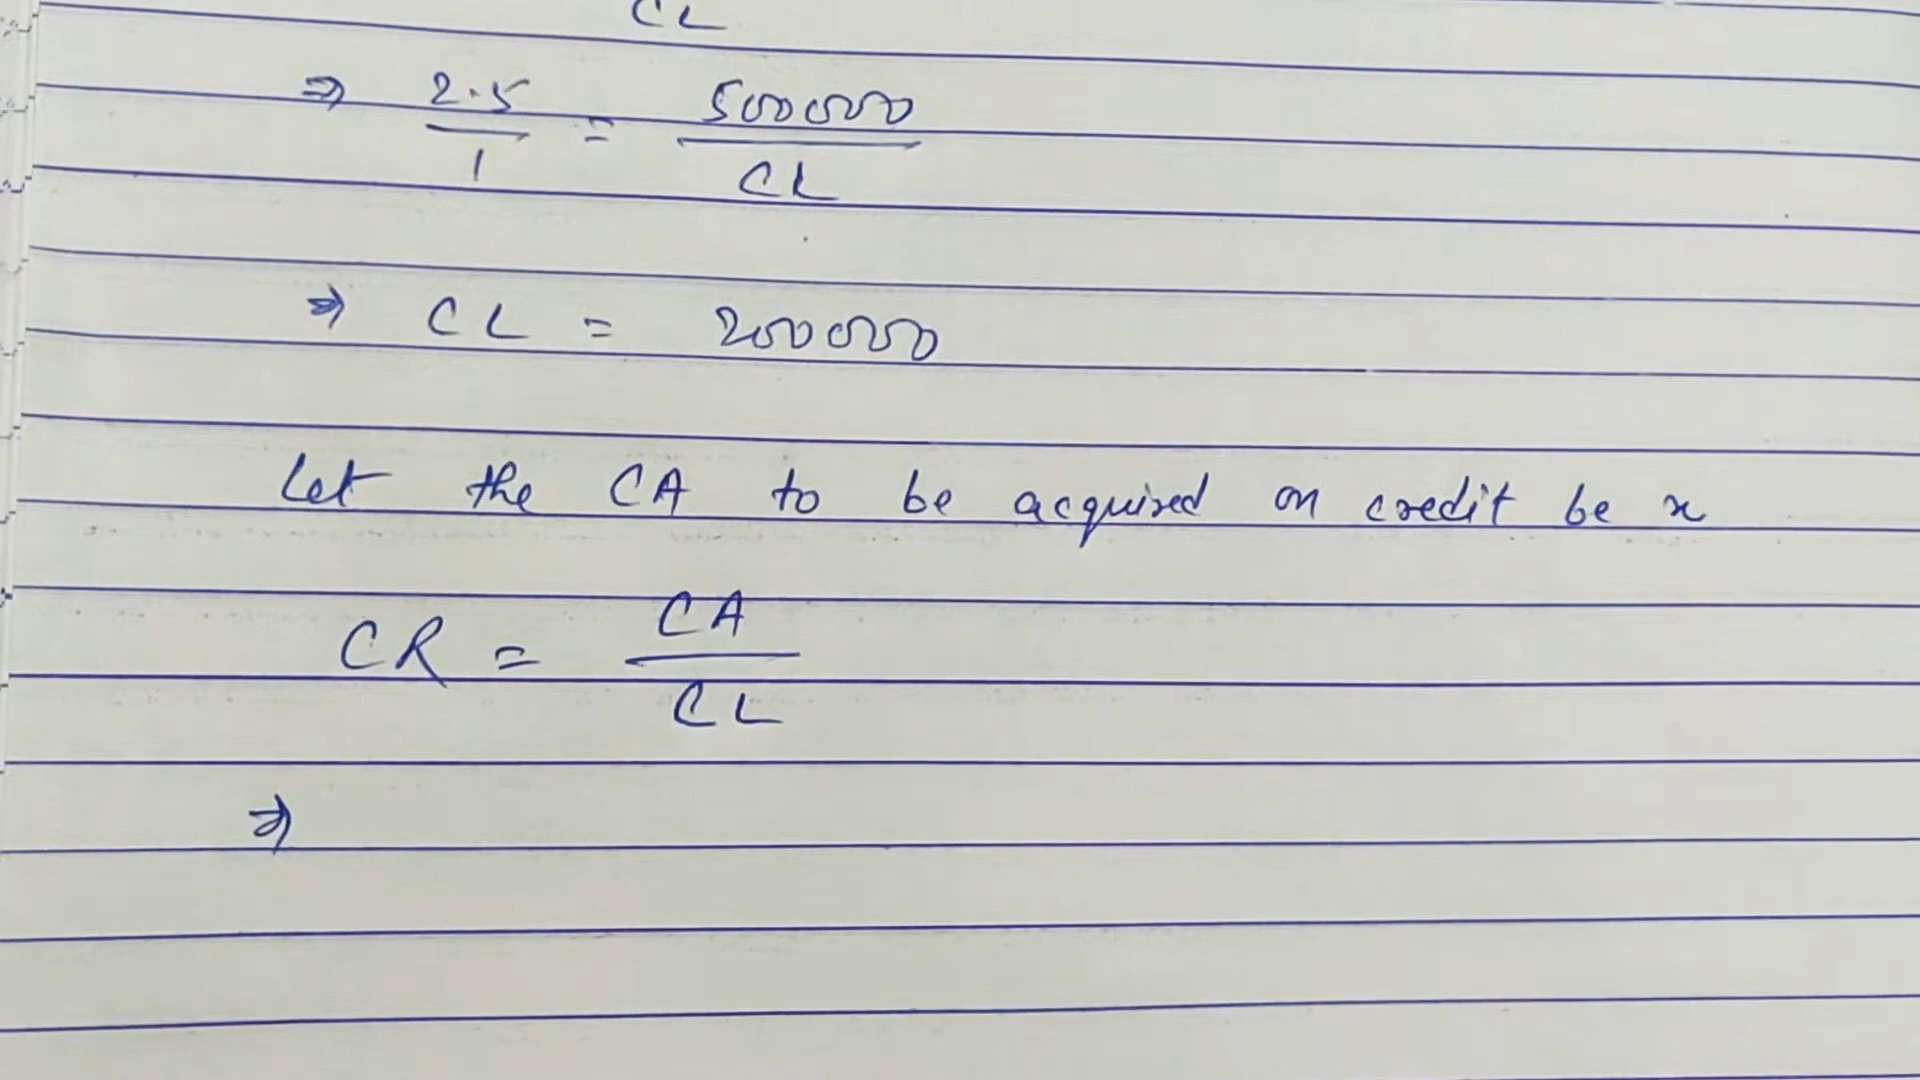 CL
⇒ 2.5/1 = 500000/CL
⇒ CL = 200000
Let the CA to be acquired on credit be x
CR = CA/CL
⇒